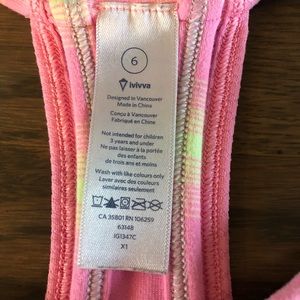 6
ivivva
Designed in Vancouver
Made in China
Conçu à Vancouver
Fabriqué en Chine
Not intended for children
3 years and under
Ne pas laisser à la portée
des enfants
de trois ans et moins
Wash with like colours only
Laver avec des couleurs
similaires seulement
CA 35801 RN 106259
63148
JG1347C
X1